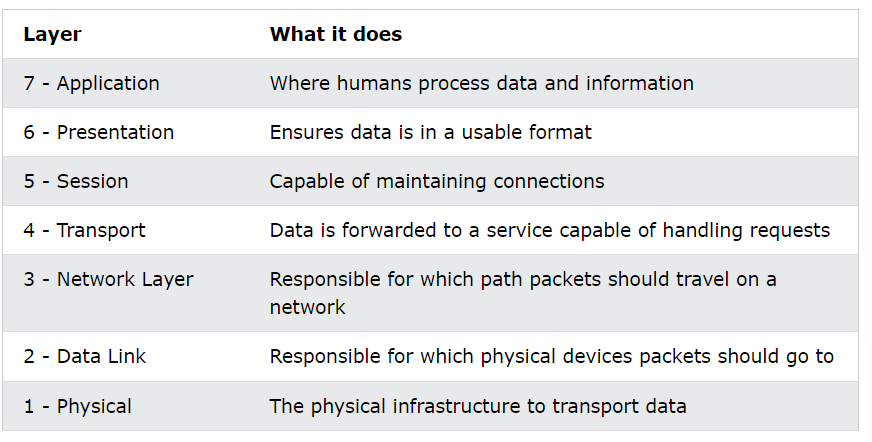 Layer What it does
7 - Application Where humans process data and information
6 - Presentation Ensures data is in a usable format
5 - Session Capable of maintaining connections
4 - Transport Data is forwarded to a service capable of handling requests
3 - Network Layer Responsible for which path packets should travel on a
network
2 - Data Link Responsible for which physical devices packets should go to
1 - Physical The physical infrastructure to transport data